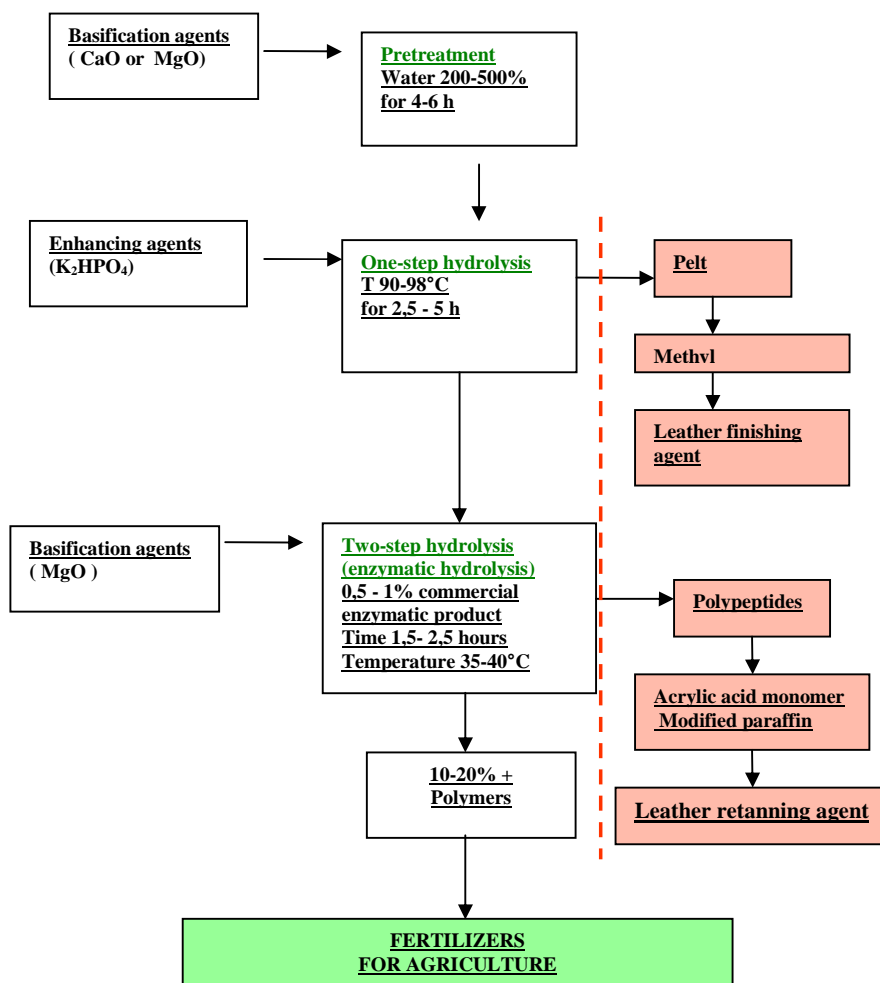 Basification agents
( CaO or MgO)
Pretreatment
Water 200-500%
for 4-6 h
Enhancing agents
(K₂HPO₄)
One-step hydrolysis
T 90-98°C
for 2,5 - 5 h
Pelt
Methyl
Leather finishing
agent
Basification agents
( MgO )
Two-step hydrolysis
(enzymatic hydrolysis)
0,5 - 1% commercial
enzymatic product
Time 1,5- 2,5 hours
Temperature 35-40°C
Polypeptides
Acrylic acid monomer
Modified paraffin
Leather retanning agent
10-20% +
Polymers
FERTILIZERS
FOR AGRICULTURE